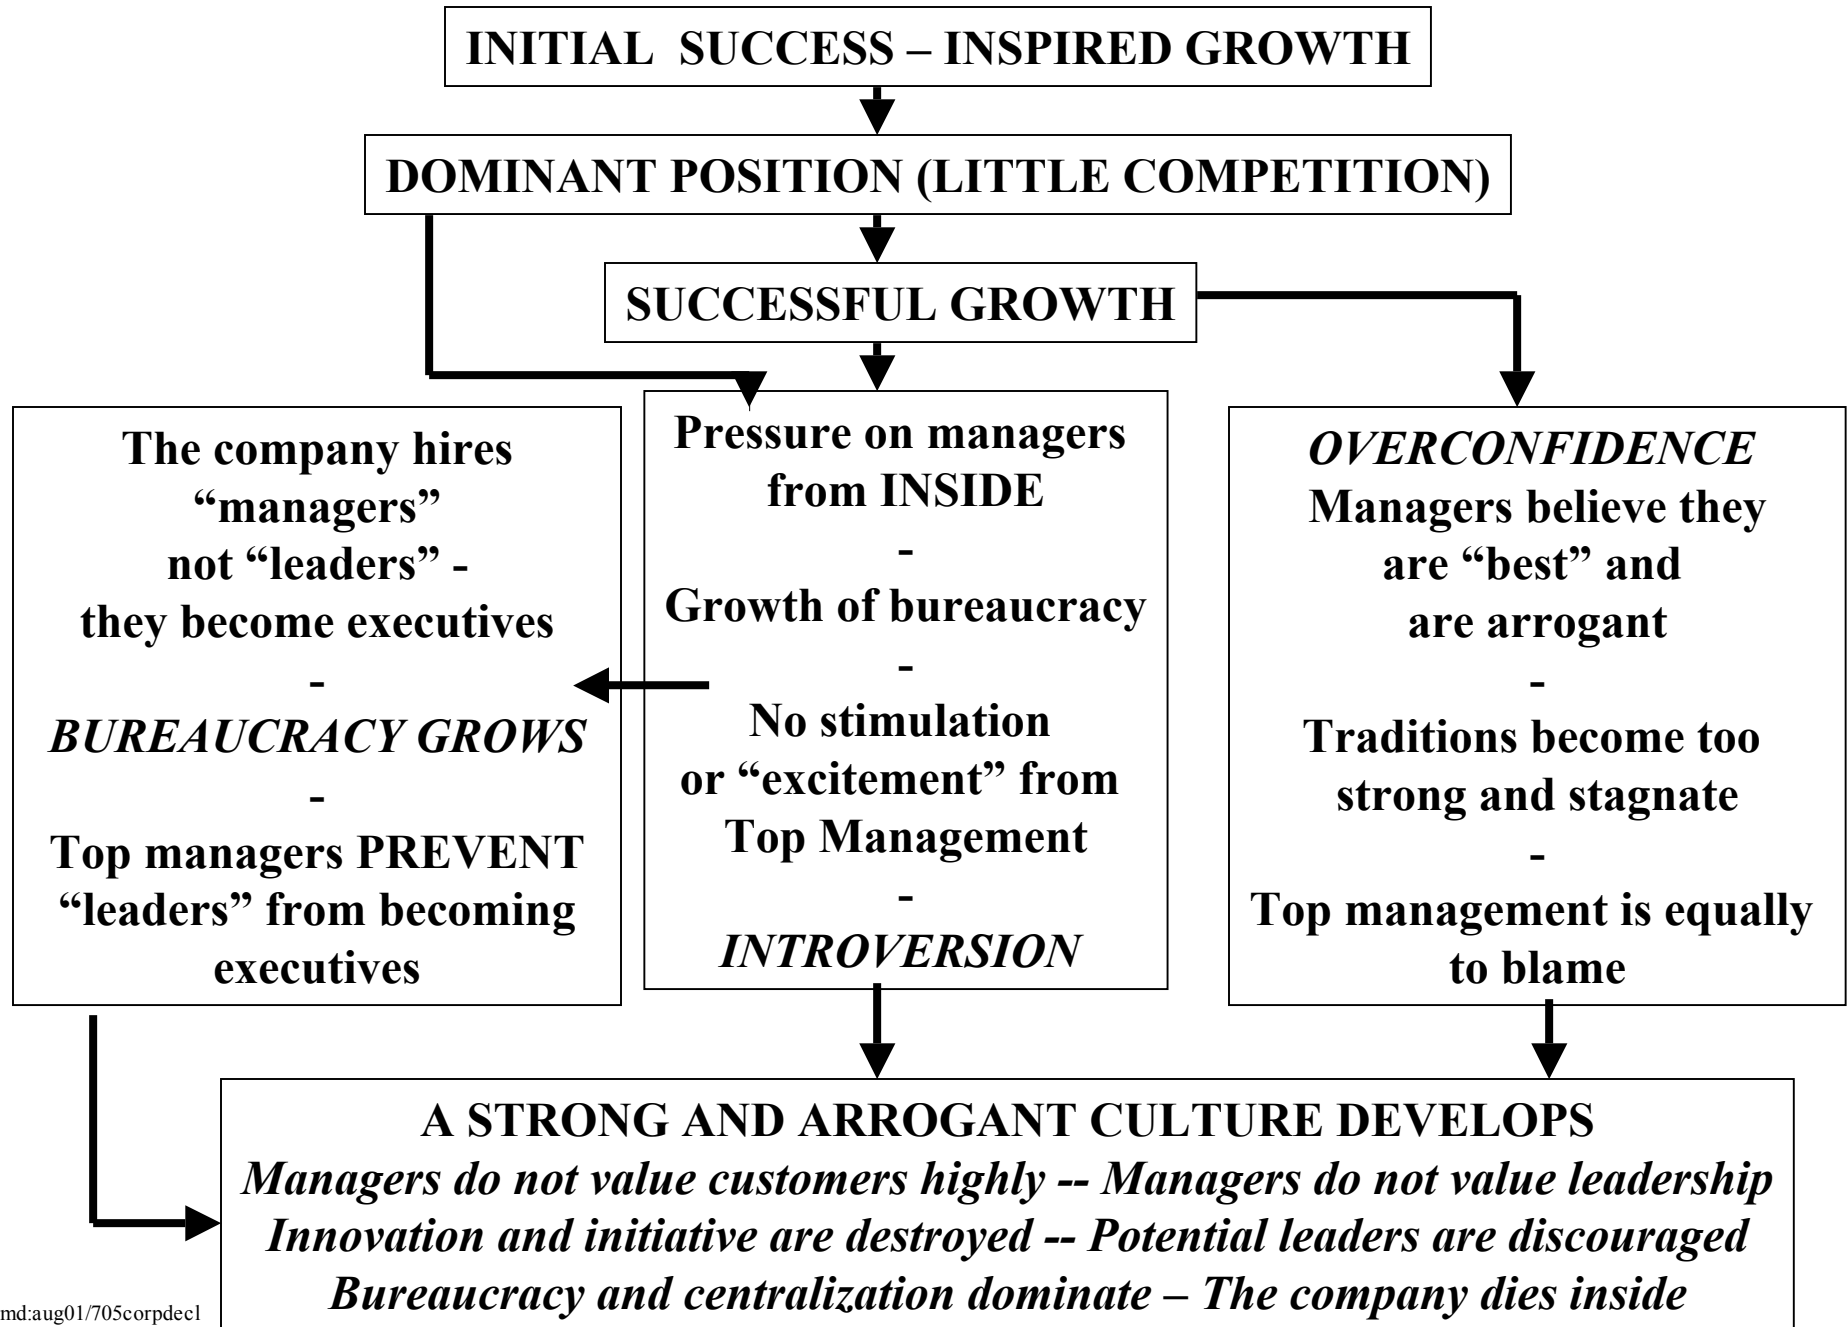 INITIAL SUCCESS – INSPIRED GROWTH
DOMINANT POSITION (LITTLE COMPETITION)
SUCCESSFUL GROWTH
The company hires
“managers”
not “leaders” -
they become executives
-
BUREAUCRACY GROWS
-
Top managers PREVENT
“leaders” from becoming
executives
Pressure on managers
from INSIDE
-
Growth of bureaucracy
-
No stimulation
or “excitement” from
Top Management
-
INTROVERSION
OVERCONFIDENCE
Managers believe they
are “best” and
are arrogant
-
Traditions become too
strong and stagnate
-
Top management is equally
to blame
A STRONG AND ARROGANT CULTURE DEVELOPS
Managers do not value customers highly -- Managers do not value leadership
Innovation and initiative are destroyed -- Potential leaders are discouraged
Bureaucracy and centralization dominate – The company dies inside
md:aug01/705corpdecl